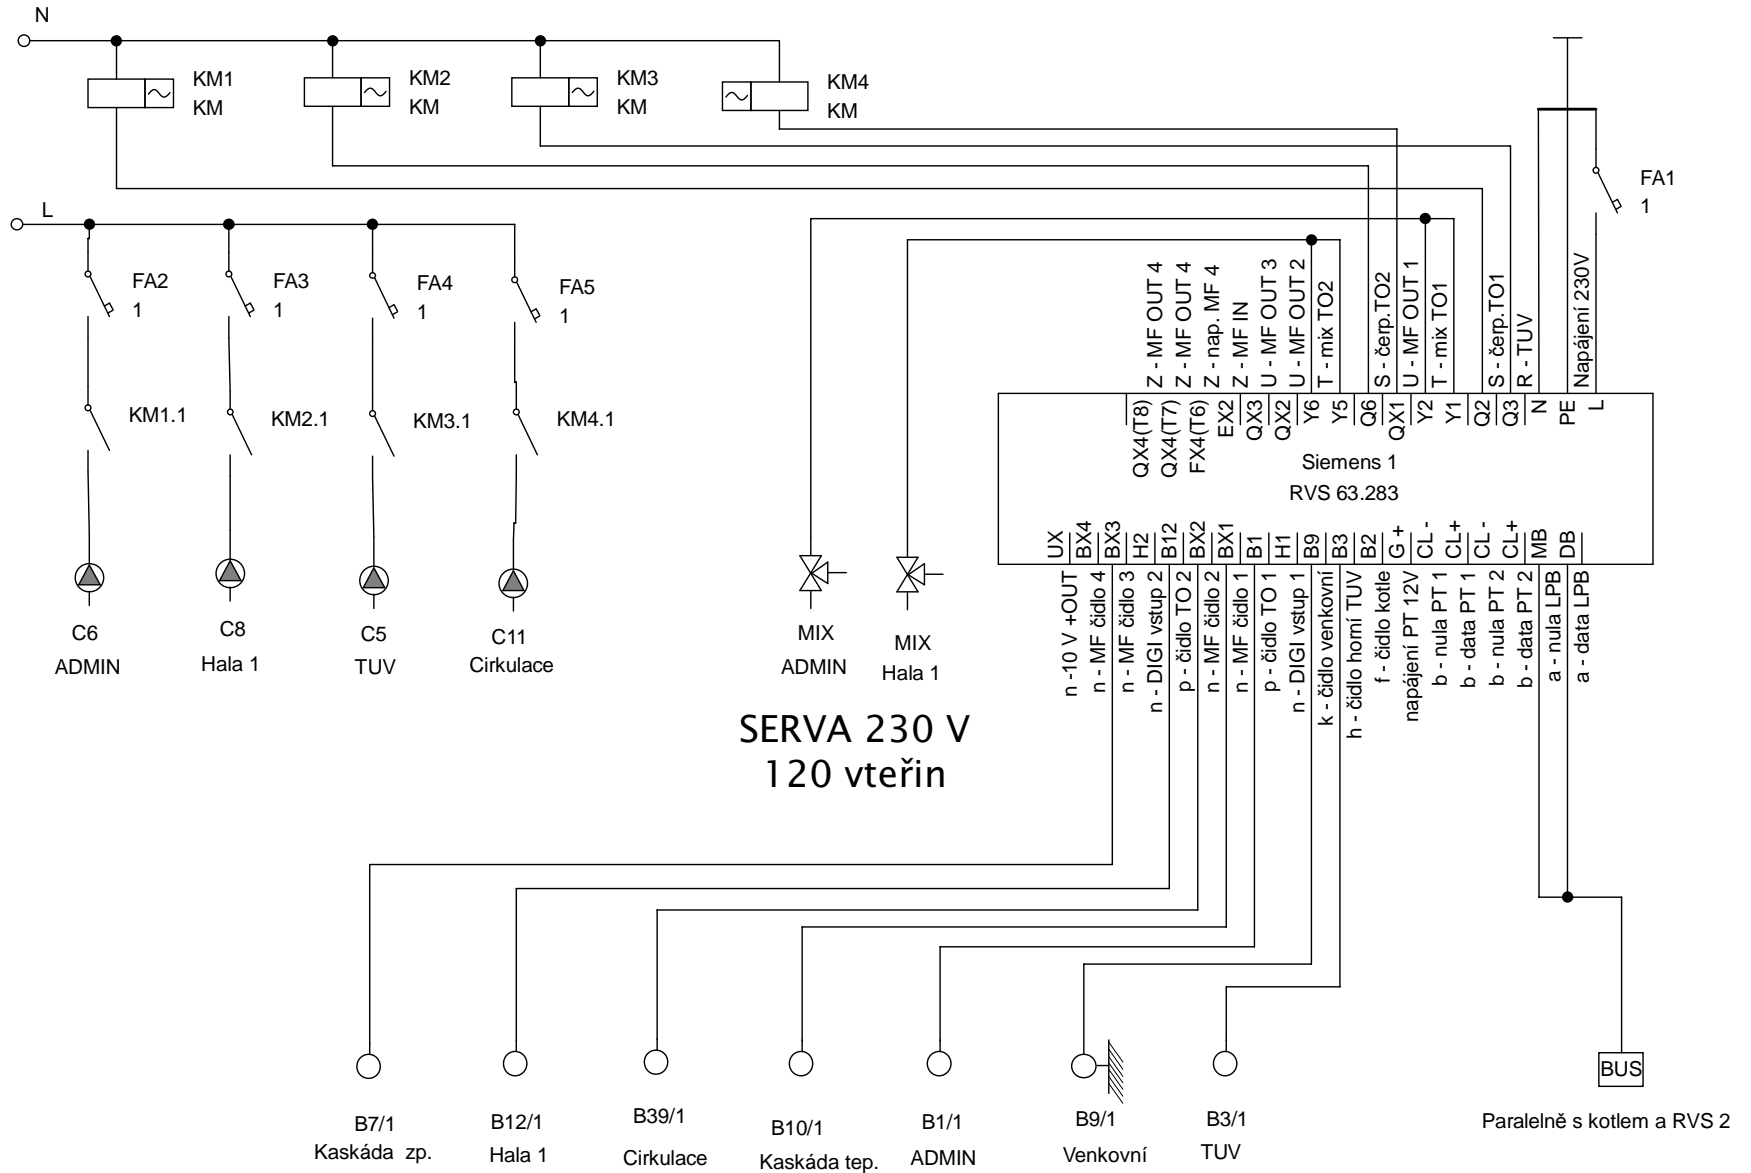 N
KM1
KM
KM2
KM
KM3
KM
KM4
KM
FA1
1
L
FA2
1
FA3
1
FA4
1
FA5
1
KM1.1
KM2.1
KM3.1
KM4.1
C6
ADMIN
C8
Hala 1
C5
TUV
C11
Cirkulace
MIX
ADMIN
MIX
Hala 1
SERVA 230 V
120 vteřin
Z - MF OUT 4
Z - MF OUT 4
Z - nap. MF 4
Z - MF IN
U - MF OUT 3
U - MF OUT 2
T - mix TO2
S - čerp.TO2
U - MF OUT 1
T - mix TO1
S - čerp.TO1
R - TUV
Napájení 230V
QX4(T8)
QX4(T7)
FX4(T6)
EX2
QX3
QX2
Y6
Y5
Q6
QX1
Y2
Y1
Q2
Q3
N
PE
L
Siemens 1
RVS 63.283
UX
BX4
BX3
H2
B12
BX2
BX1
B1
H1
B9
B3
B2
G +
CL -
CL+
CL -
CL+
MB
DB
n -10 V +OUT
n - MF čidlo 4
n - MF čidlo 3
n - DIGI vstup 2
p - čidlo TO 2
n - MF čidlo 2
n - MF čidlo 1
p - čidlo TO 1
n - DIGI vstup 1
k - čidlo venkovní
h - čidlo horní TUV
f - čidlo kotle
napájení PT 12V
b - nula PT 1
b - data PT 1
b - nula PT 2
b - data PT 2
a - nula LPB
a - data LPB
BUS
Paralelně s kotlem a RVS 2
B7/1
Kaskáda zp.
B12/1
Hala 1
B39/1
Cirkulace
B10/1
Kaskáda tep.
B1/1
ADMIN
B9/1
Venkovní
B3/1
TUV